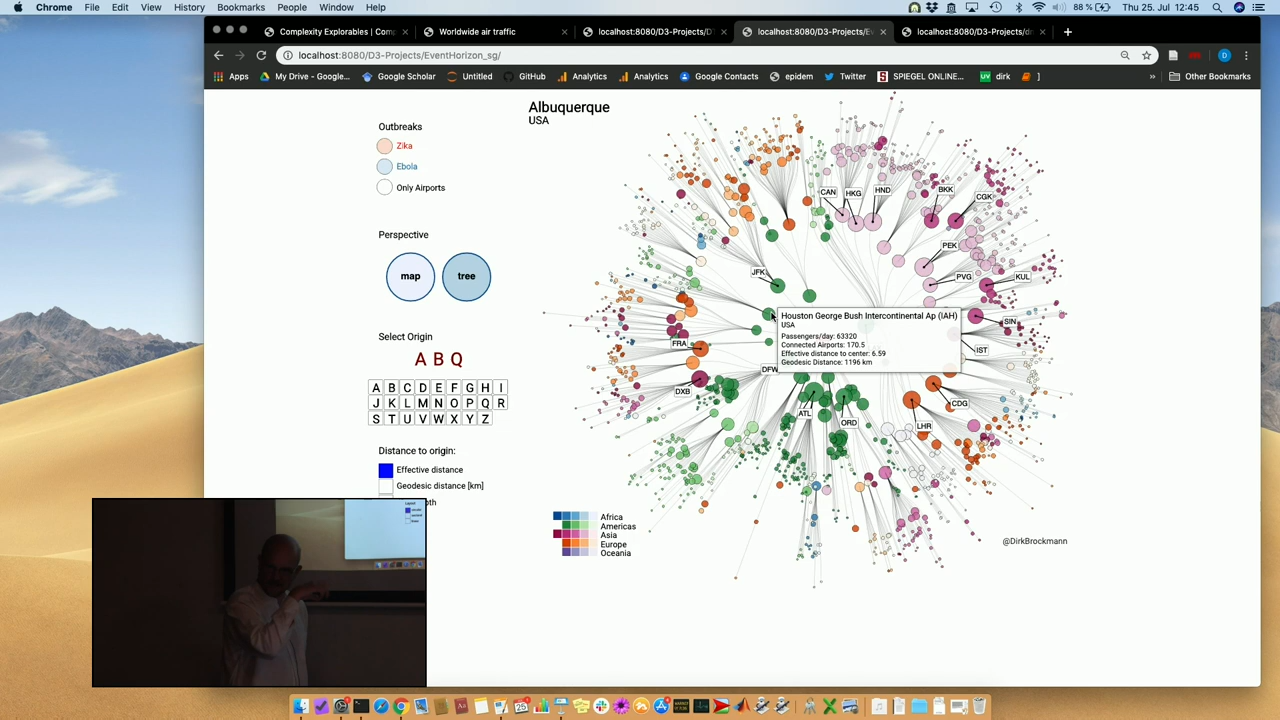 Chrome File Edit View History Bookmarks People Window Help 88 % Thu 25. Jul 12:45
Complexity Explorables | Com
Worldwide air traffic
localhost:8080/D3-Projects/D
localhost:8080/D3-Projects/Ev
localhost:8080/D3-Projects/de
localhost:8080/D3-Projects/EventHorizon_sg/
Apps My Drive - Google... Google Scholar Untitled GitHub Analytics Analytics Google Contacts epidem Twitter SPIEGEL ONLINE... dirk ] » Other Bookmarks
Albuquerque
USA
Outbreaks
Zika
Ebola
Only Airports
Perspective
map tree
Select Origin
A B Q
A B C D E F G H I
J K L M N O P Q R
S T U V W X Y Z
Distance to origin:
Effective distance
Geodesic distance [km]
CAN HKG HND BKK CGK
PEK
JFK PVG KUL
Houston George Bush Intercontinental Ap (IAH)
USA
Passengers/day: 63320
Connected Airports: 170.5
Effective distance to center: 6.59
Geodesic Distance: 1196 km
SIN
FRA IST
DFW
DXB
CDG
ATL ORD LHR
Africa
Americas
Asia
Europe
Oceania
@DirkBrockmann